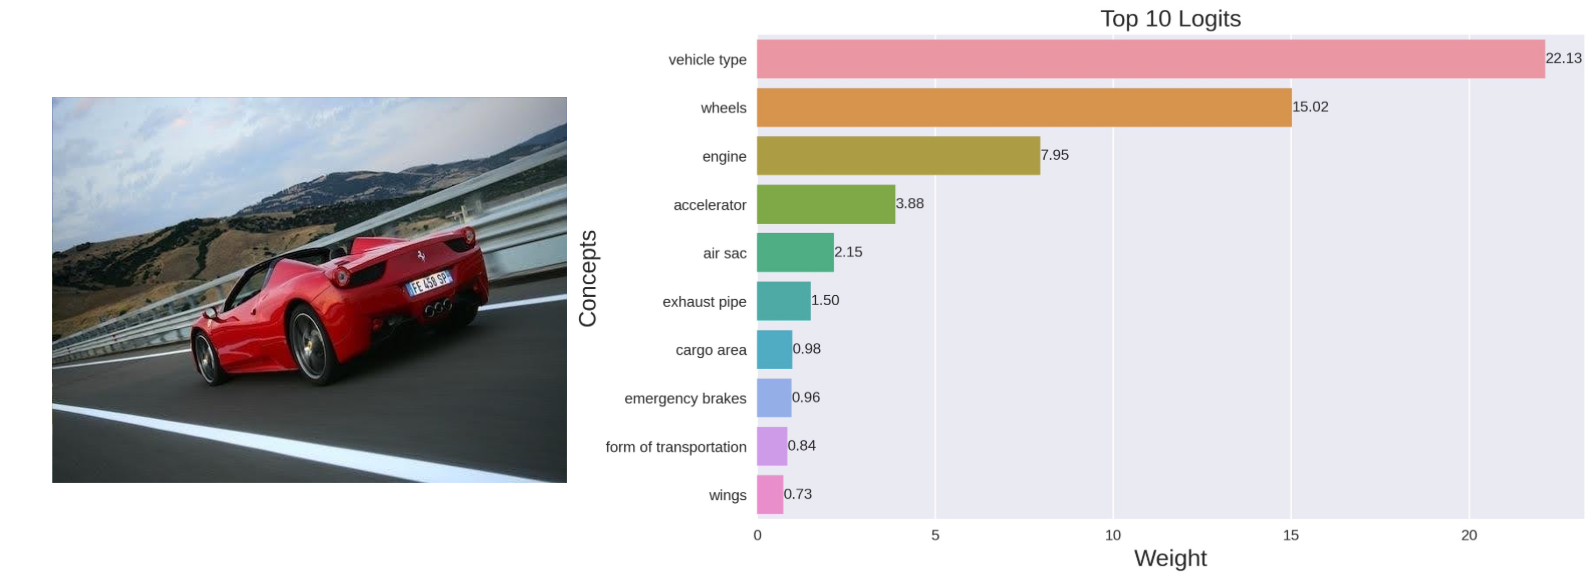 Top 10 Logits
Concepts
vehicle type 22.13
wheels 15.02
engine 7.95
accelerator 3.88
air sac 2.15
exhaust pipe 1.50
cargo area 0.98
emergency brakes 0.96
form of transportation 0.84
wings 0.73
0 5 10 15 20
Weight
FE 458 SP